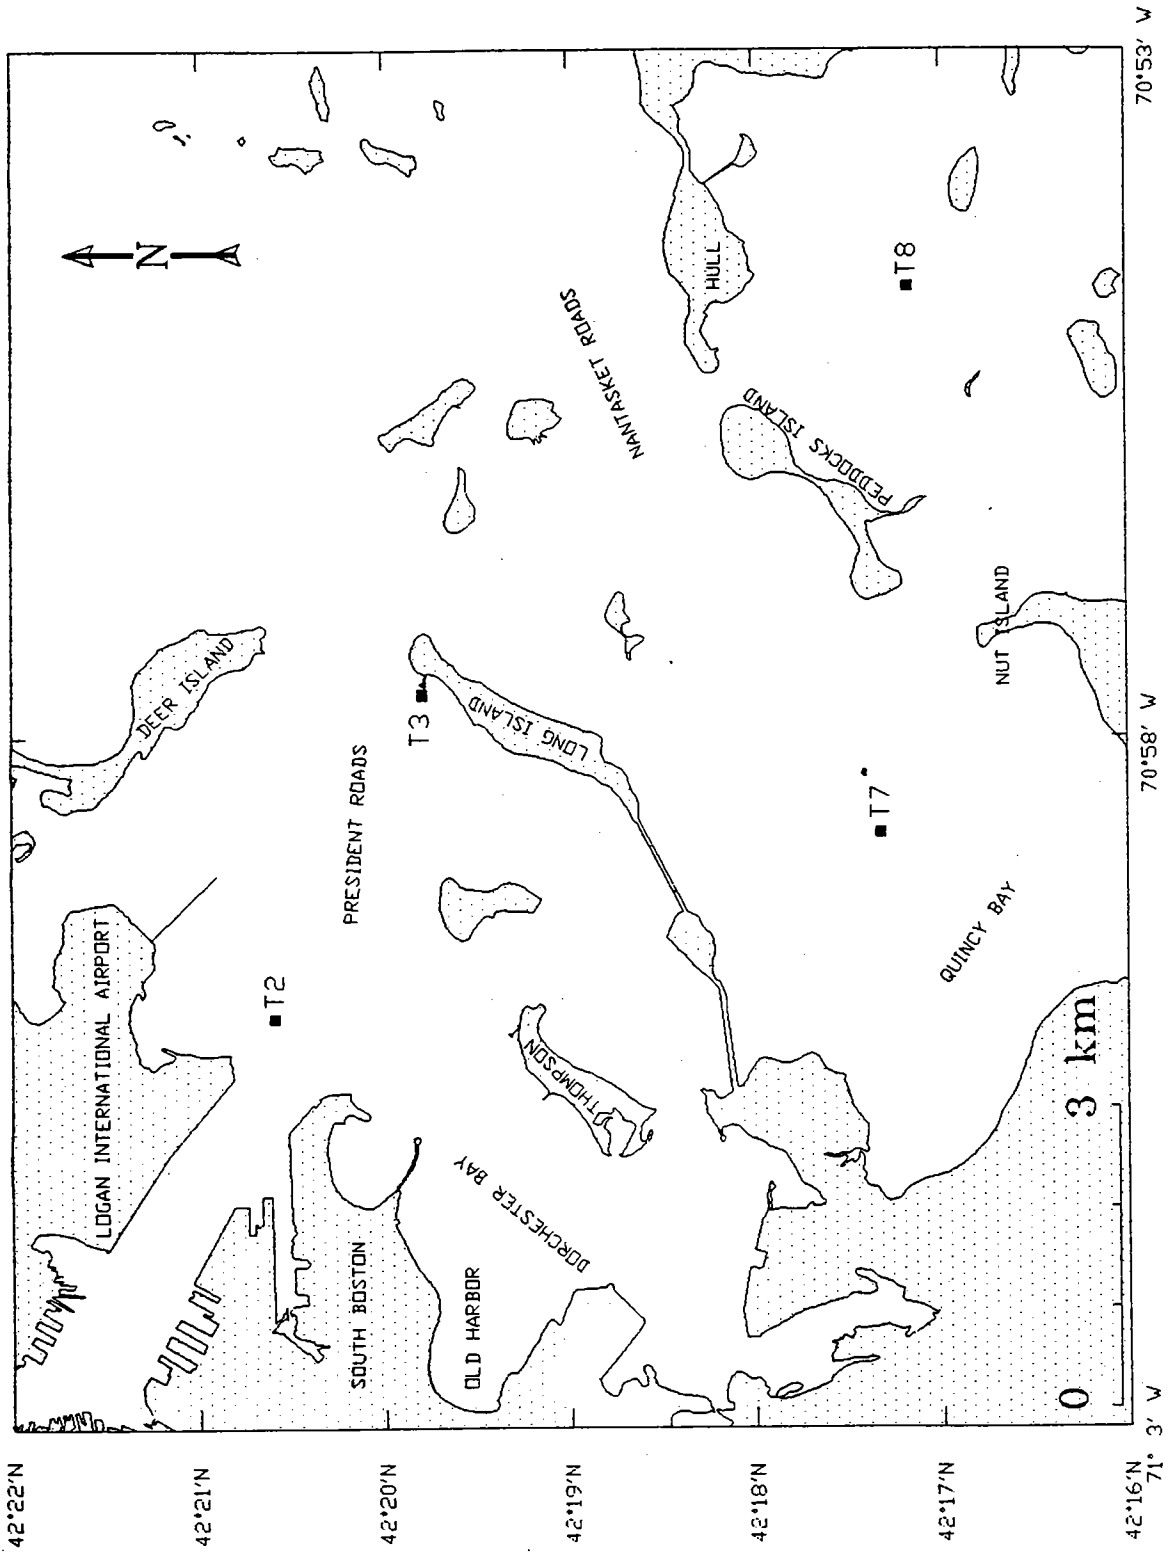 42°22'N
42°21'N
42°20'N
42°19'N
42°18'N
42°17'N
42°16'N
71° 3' W
70°58' W
70°53' W
N
LOGAN INTERNATIONAL AIRPORT
DEER ISLAND
T2
PRESIDENT ROADS
SOUTH BOSTON
OLD HARBOR
DORCHESTER BAY
THOMPSON
T3
LONG ISLAND
NANTASKET ROADS
HULL
PEDDOCKS ISLAND
T8
T7
QUINCY BAY
NUT ISLAND
0 3 km